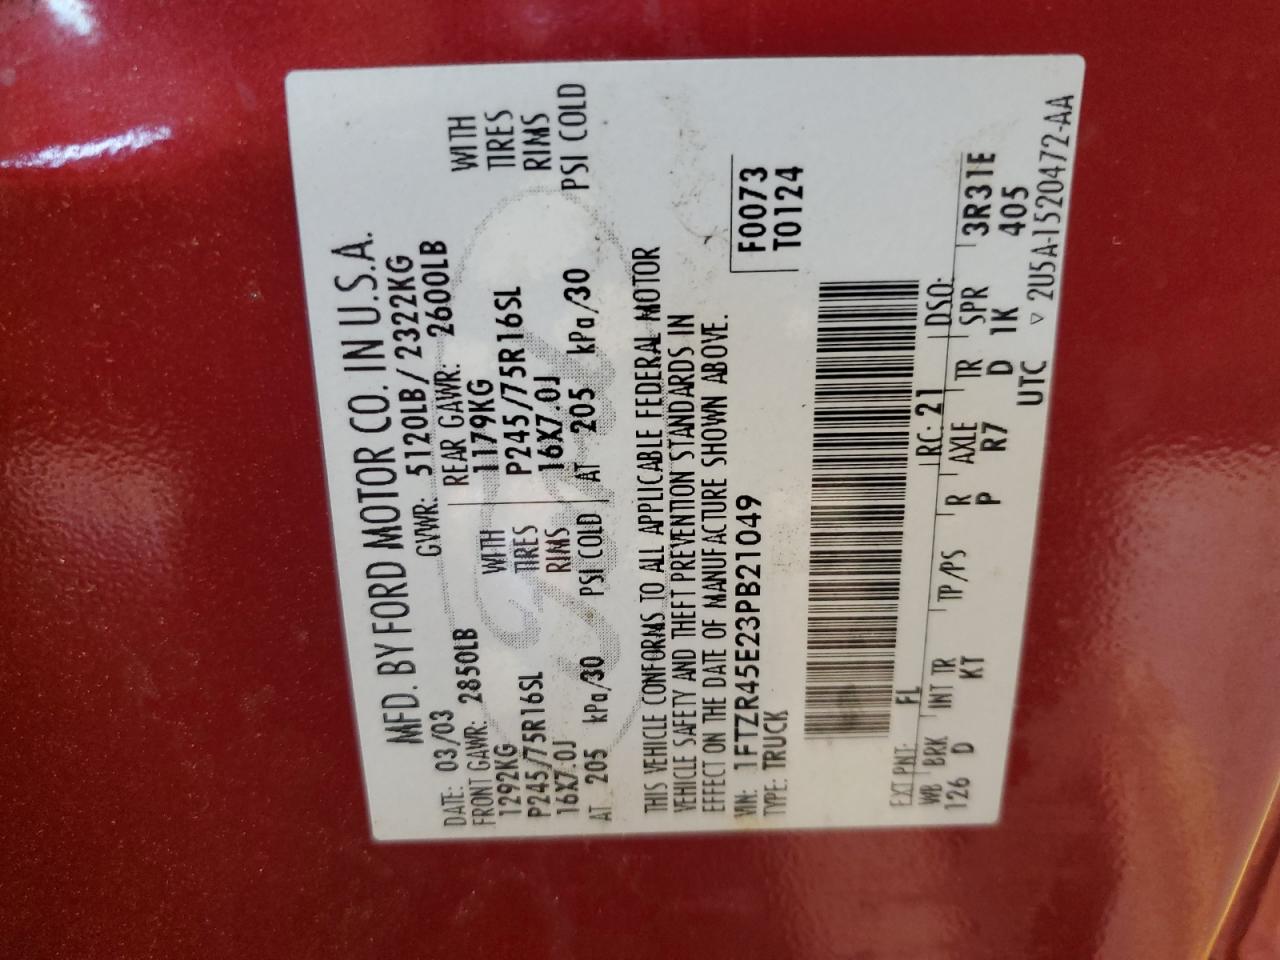 MFD. BY FORD MOTOR CO. IN U.S.A.
DATE: 03/03 GVWR: 5120LB / 2322KG
FRONT GAWR: 2850LB REAR GAWR: 2600LB
1292KG WITH 1179KG WITH
P245/75R16SL TIRES P245/75R16SL TIRES
16X7.0J RIMS 16X7.0J RIMS
AT 205 kPa/30 PSI COLD AT 205 kPa/30 PSI COLD
THIS VEHICLE CONFORMS TO ALL APPLICABLE FEDERAL MOTOR
VEHICLE SAFETY AND THEFT PREVENTION STANDARDS IN
EFFECT ON THE DATE OF MANUFACTURE SHOWN ABOVE.
VIN: 1FTZR45E23PB21049 F0073
TYPE: TRUCK T0124
EXT PNT: FL RC: 21 DSO:
WB BRK INT TR TP/PS R AXLE TR SPR 3R31E
126 D KT P R7 D 1K 405
UTC ▽ 2U5A-1520472-AA
Ford